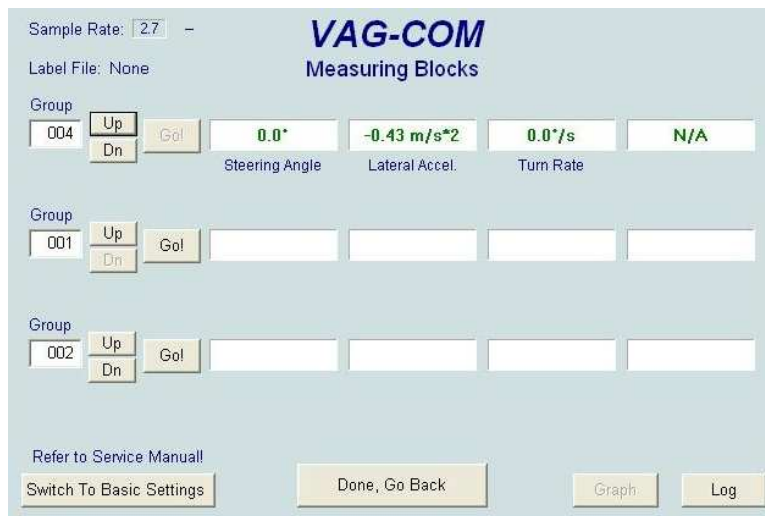 Sample Rate: 2.7 –
VAG-COM
Label File: None
Measuring Blocks
Group
004 Up Dn Go! 0.0° -0.43 m/s*2 0.0°/s N/A
Steering Angle Lateral Accel. Turn Rate
Group
001 Up Dn Go!
Group
002 Up Dn Go!
Refer to Service Manual!
Switch To Basic Settings Done, Go Back Graph Log